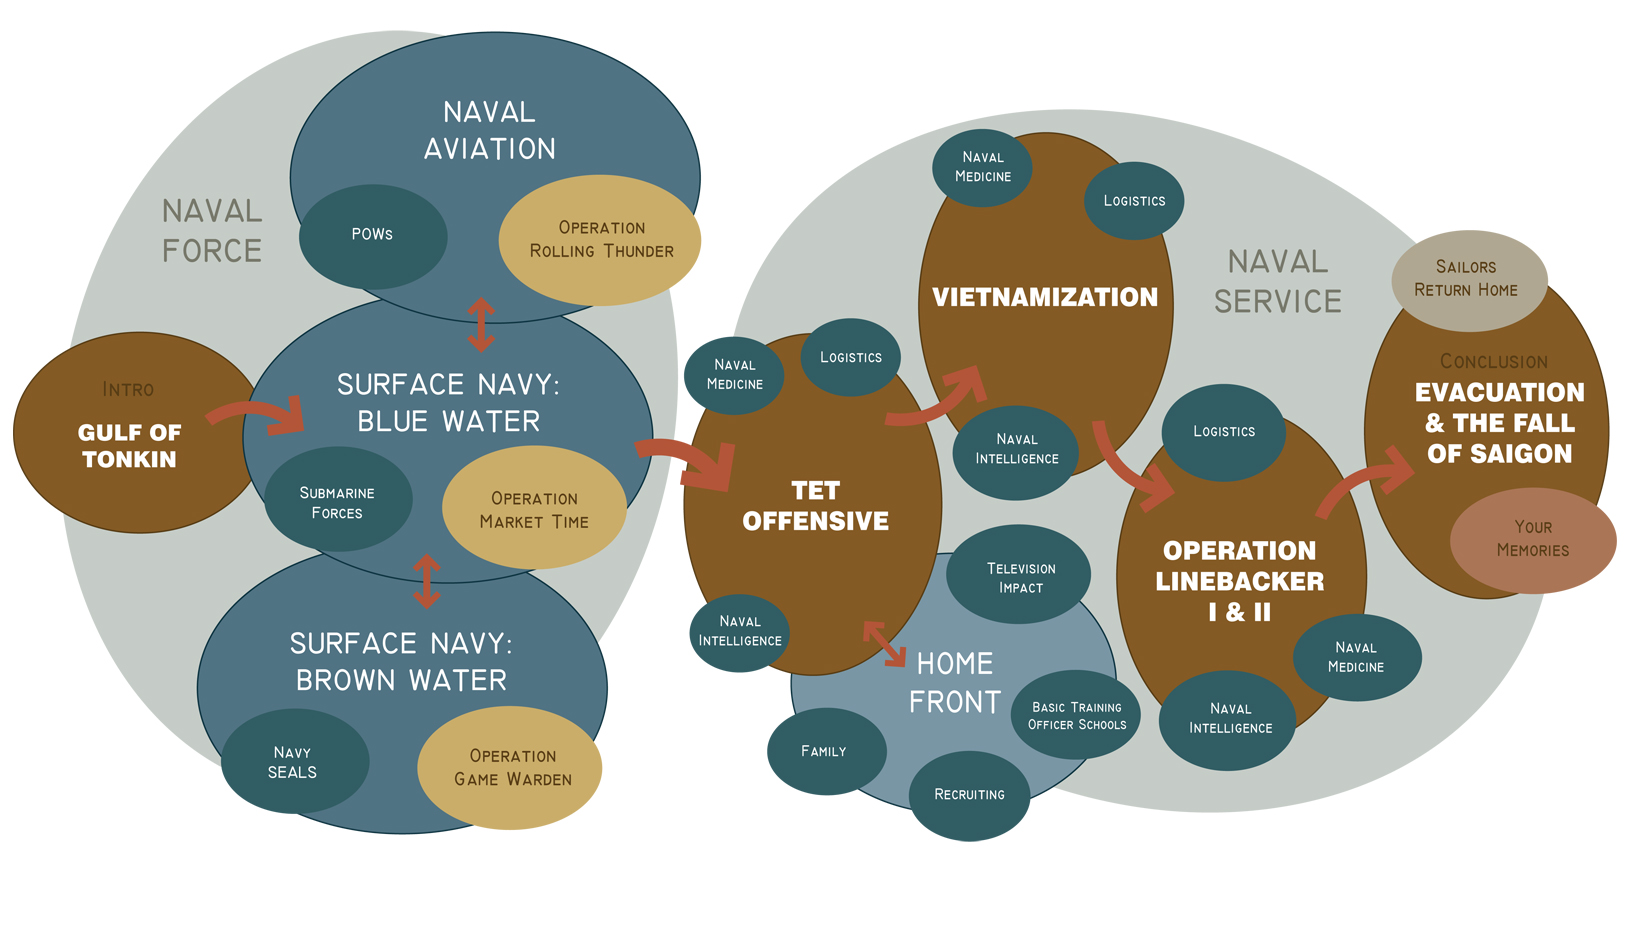 NAVAL
FORCE
NAVAL
AVIATION
POWs
OPERATION
ROLLING THUNDER
INTRO
GULF OF
TONKIN
SURFACE NAVY:
BLUE WATER
SUBMARINE
FORCES
OPERATION
MARKET TIME
SURFACE NAVY:
BROWN WATER
NAVY
SEALS
OPERATION
GAME WARDEN
NAVAL
SERVICE
NAVAL
MEDICINE
LOGISTICS
TET
OFFENSIVE
NAVAL
INTELLIGENCE
NAVAL
MEDICINE
LOGISTICS
VIETNAMIZATION
NAVAL
INTELLIGENCE
TELEVISION
IMPACT
HOME
FRONT
BASIC TRAINING
OFFICER SCHOOLS
FAMILY
RECRUITING
LOGISTICS
OPERATION
LINEBACKER
I & II
NAVAL
MEDICINE
NAVAL
INTELLIGENCE
SAILORS
RETURN HOME
CONCLUSION
EVACUATION
& THE FALL
OF SAIGON
YOUR
MEMORIES